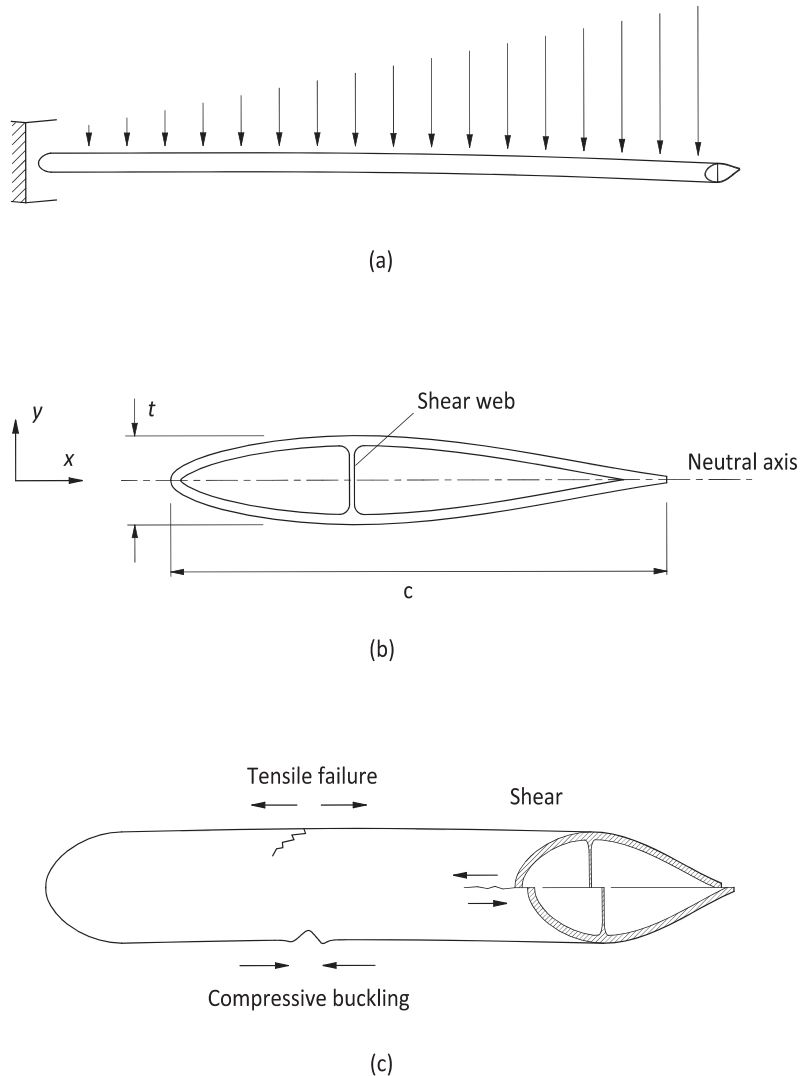 (a)
y
x
t
Shear web
Neutral axis
c
(b)
Tensile failure
Shear
Compressive buckling
(c)